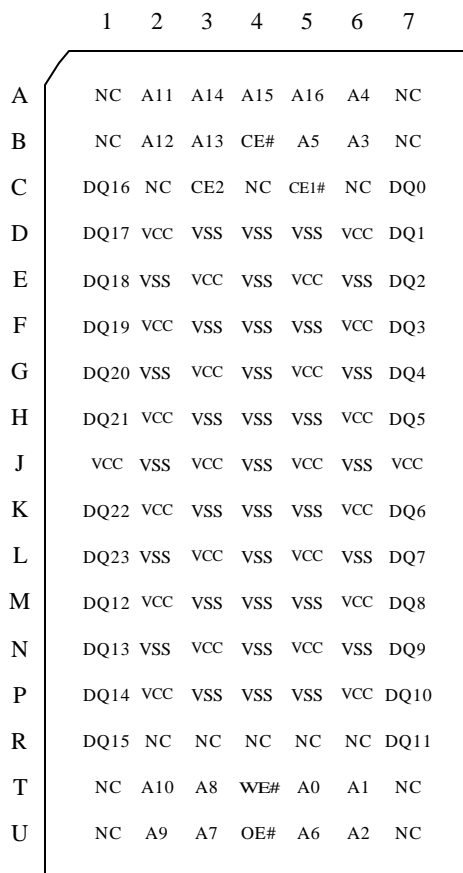 1 2 3 4 5 6 7
A NC A11 A14 A15 A16 A4 NC
B NC A12 A13 CE# A5 A3 NC
C DQ16 NC CE2 NC CE1# NC DQ0
D DQ17 VCC VSS VSS VSS VCC DQ1
E DQ18 VSS VCC VSS VCC VSS DQ2
F DQ19 VCC VSS VSS VSS VCC DQ3
G DQ20 VSS VCC VSS VCC VSS DQ4
H DQ21 VCC VSS VSS VSS VCC DQ5
J VCC VSS VCC VSS VCC VSS VCC
K DQ22 VCC VSS VSS VSS VCC DQ6
L DQ23 VSS VCC VSS VCC VSS DQ7
M DQ12 VCC VSS VSS VSS VCC DQ8
N DQ13 VSS VCC VSS VCC VSS DQ9
P DQ14 VCC VSS VSS VSS VCC DQ10
R DQ15 NC NC NC NC NC DQ11
T NC A10 A8 WE# A0 A1 NC
U NC A9 A7 OE# A6 A2 NC